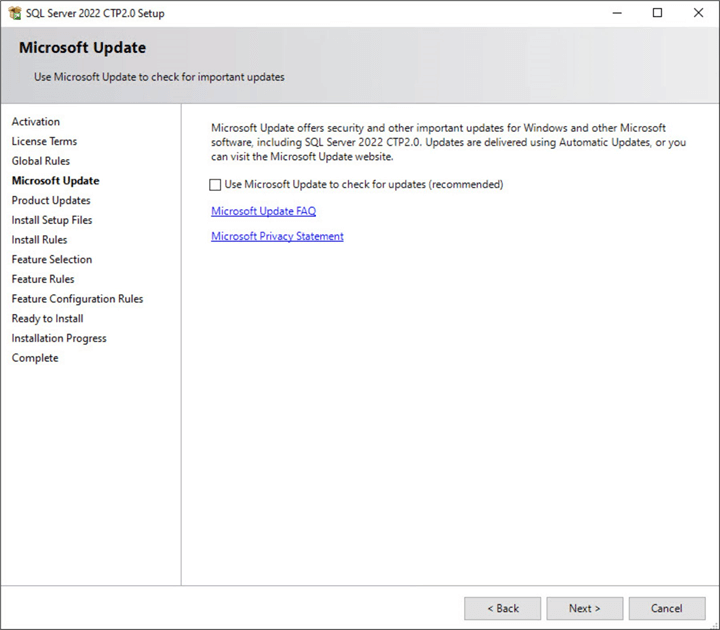 SQL Server 2022 CTP2.0 Setup
Microsoft Update
Use Microsoft Update to check for important updates
Activation
License Terms
Global Rules
Microsoft Update
Product Updates
Install Setup Files
Install Rules
Feature Selection
Feature Rules
Feature Configuration Rules
Ready to Install
Installation Progress
Complete
Microsoft Update offers security and other important updates for Windows and other Microsoft
software, including SQL Server 2022 CTP2.0. Updates are delivered using Automatic Updates, or you
can visit the Microsoft Update website.
Use Microsoft Update to check for updates (recommended)
Microsoft Update FAQ
Microsoft Privacy Statement
< Back
Next >
Cancel